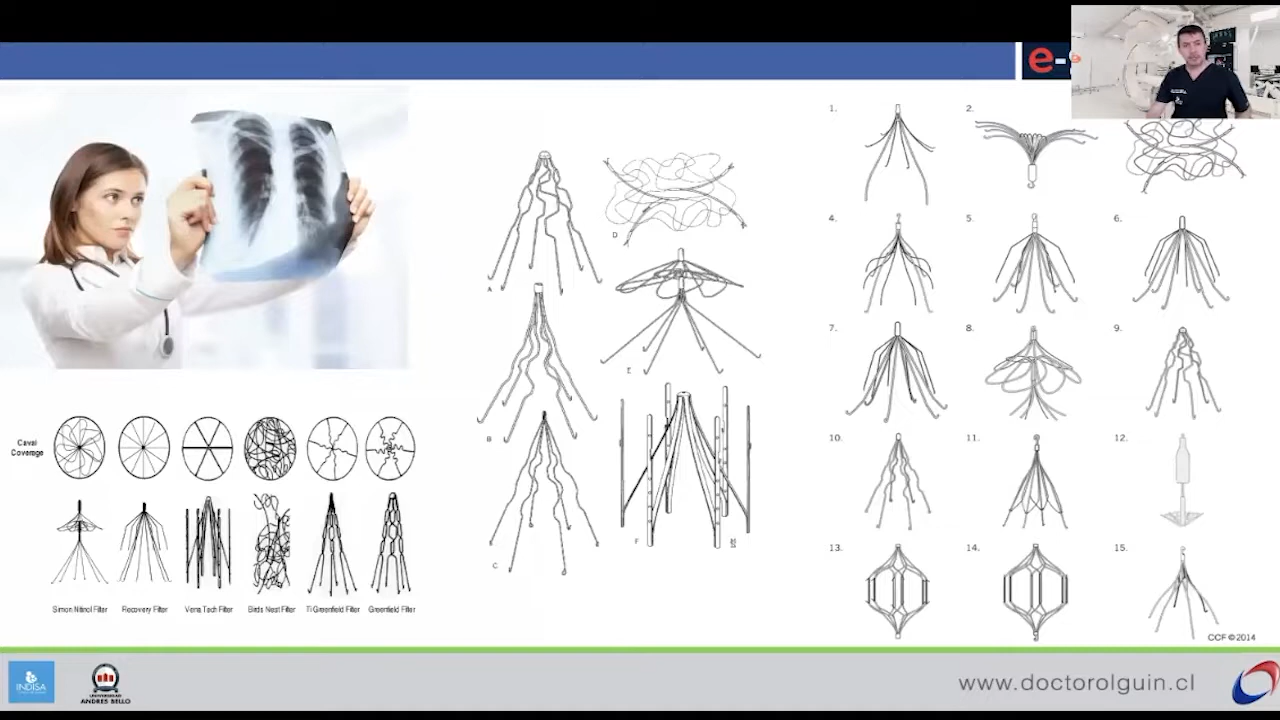 e-
1.
2.
D
4.
5.
6.
A
7.
8.
9.
E
Caval
Coverage
B
10.
11.
12.
F
C
13.
14.
15.
Simon Nitinol Filter
Recovery Filter
Vena Tech Filter
Birds Nest Filter
Ti Greenfield Filter
Greenfield Filter
CCF ©2014
INDISA
UNIVERSIDAD
ANDRES BELLO
www.doctorolguin.cl